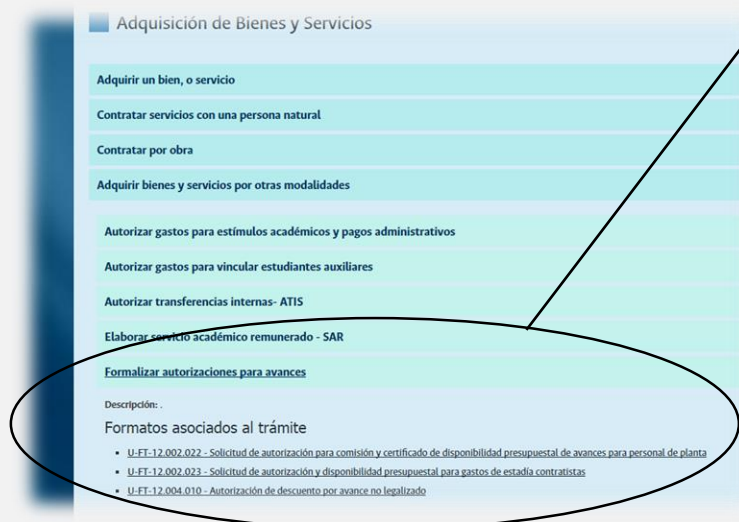 Adquisición de Bienes y Servicios
Adquirir un bien, o servicio
Contratar servicios con una persona natural
Contratar por obra
Adquirir bienes y servicios por otras modalidades
Autorizar gastos para estímulos académicos y pagos administrativos
Autorizar gastos para vincular estudiantes auxiliares
Autorizar transferencias internas- ATIS
Elaborar servicio académico remunerado - SAR
Formalizar autorizaciones para avances
Descripción: .
Formatos asociados al trámite
• U-FT-12.002.022 - Solicitud de autorización para comisión y certificado de disponibilidad presupuestal de avances para personal de planta
• U-FT-12.002.023 - Solicitud de autorización y disponibilidad presupuestal para gastos de estadía contratistas
• U-FT-12.004.010 - Autorización de descuento por avance no legalizado